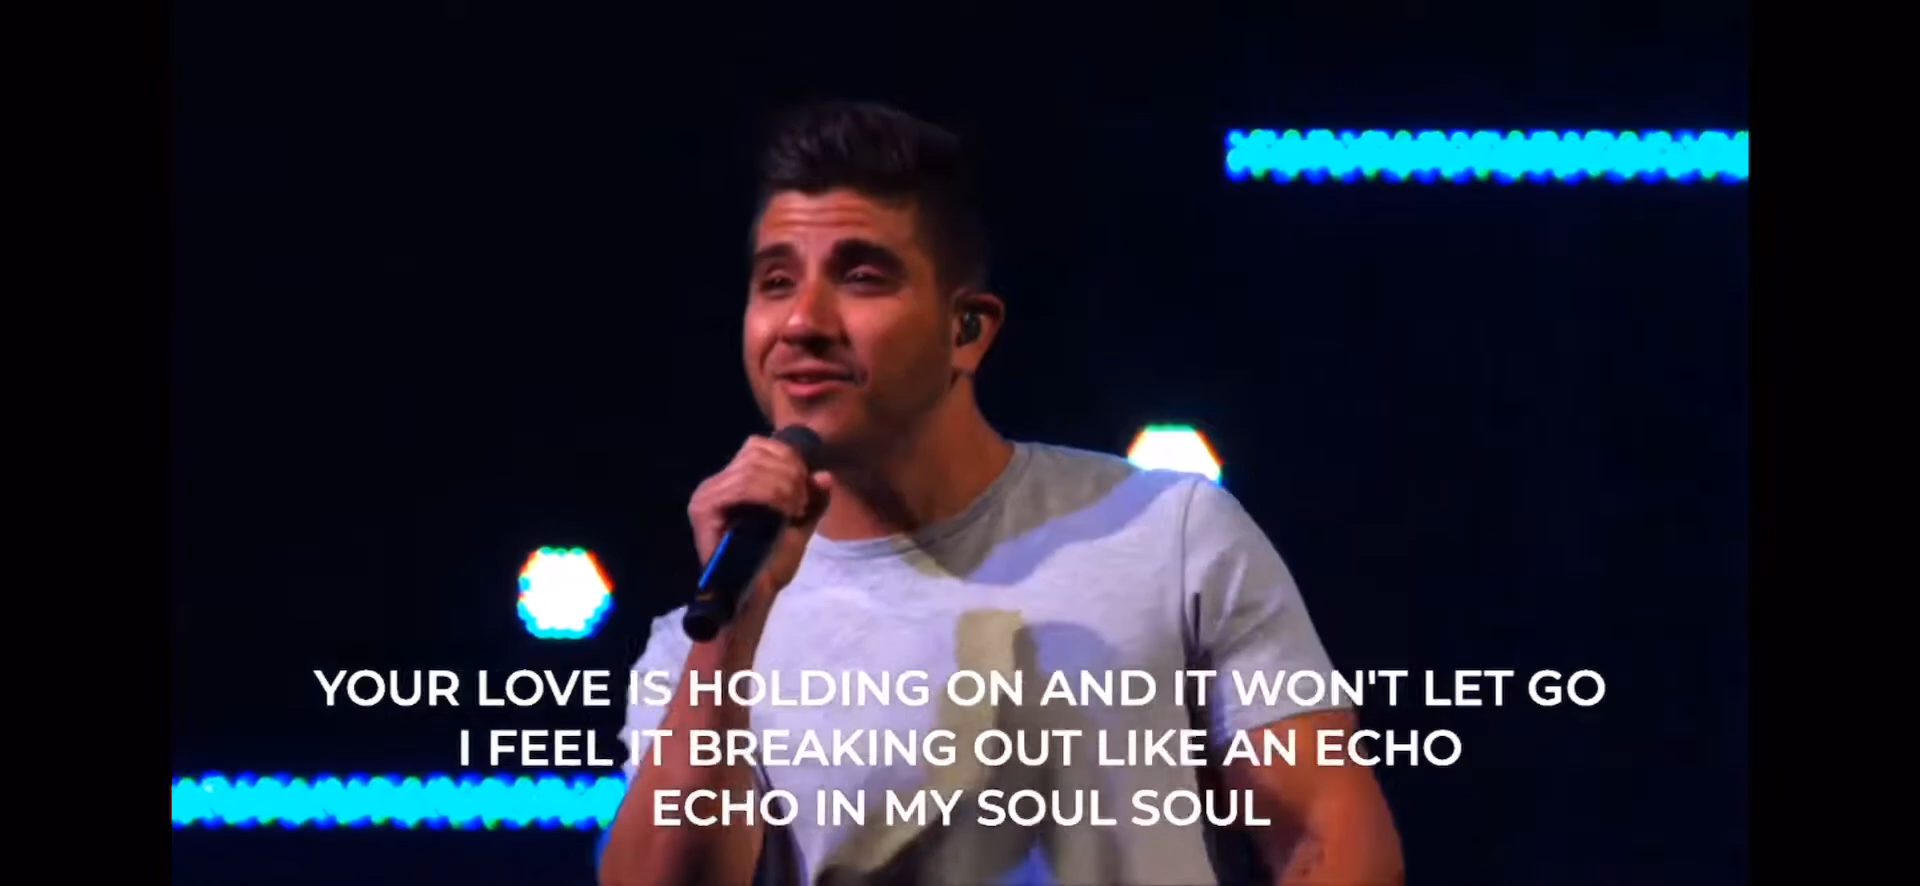 YOUR LOVE IS HOLDING ON AND IT WON'T LET GO
I FEEL IT BREAKING OUT LIKE AN ECHO
ECHO IN MY SOUL SOUL